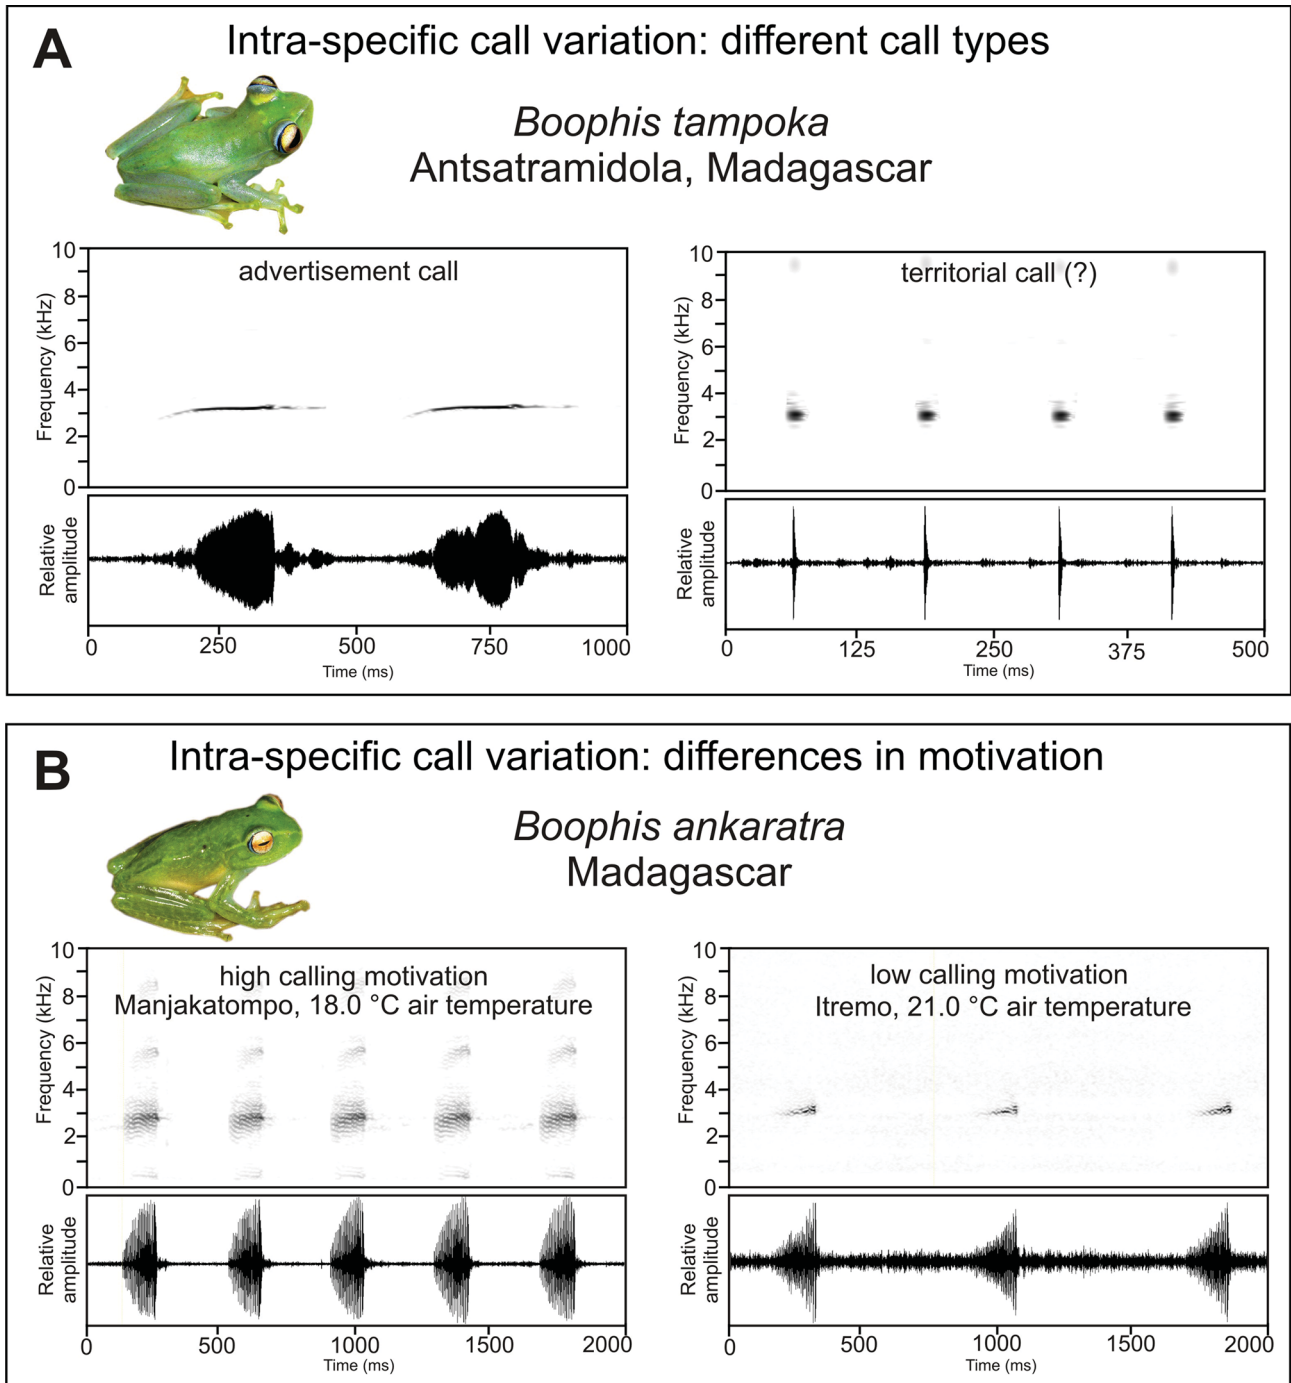 A
Intra-specific call variation: different call types
Boophis tampoka
Antsatramidola, Madagascar
10
8
6
4
2
0
Frequency (kHz)
advertisement call
Relative
amplitude
0
250
500
750
1000
Time (ms)
10
8
6
4
2
0
Frequency (kHz)
territorial call (?)
Relative
amplitude
0
125
250
375
500
Time (ms)
B
Intra-specific call variation: differences in motivation
Boophis ankaratra
Madagascar
10
8
6
4
2
0
Frequency (kHz)
high calling motivation
Manjakatompo, 18.0 °C air temperature
Relative
amplitude
0
500
1000
1500
2000
Time (ms)
10
8
6
4
2
0
Frequency (kHz)
low calling motivation
Itremo, 21.0 °C air temperature
Relative
amplitude
0
500
1000
1500
2000
Time (ms)